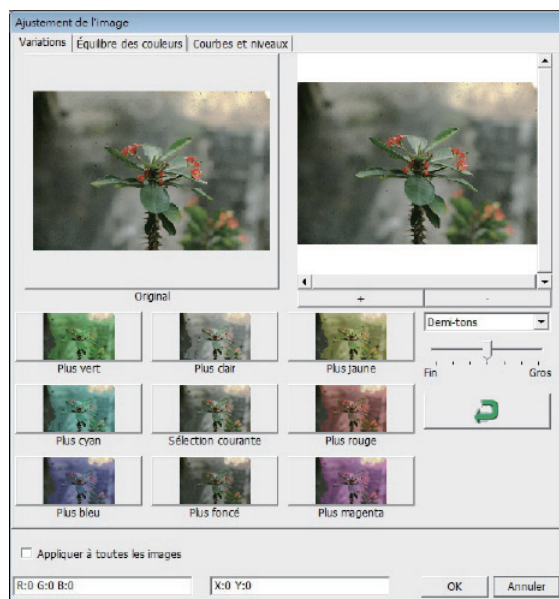 Ajustement de l'image
Variations Équilibre des couleurs Courbes et niveaux
Original
+ -
Demi-tons
Fin Gros
Plus vert Plus clair Plus jaune
Plus cyan Sélection courante Plus rouge
Plus bleu Plus foncé Plus magenta
Appliquer à toutes les images
R:0 G:0 B:0 X:0 Y:0 OK Annuler